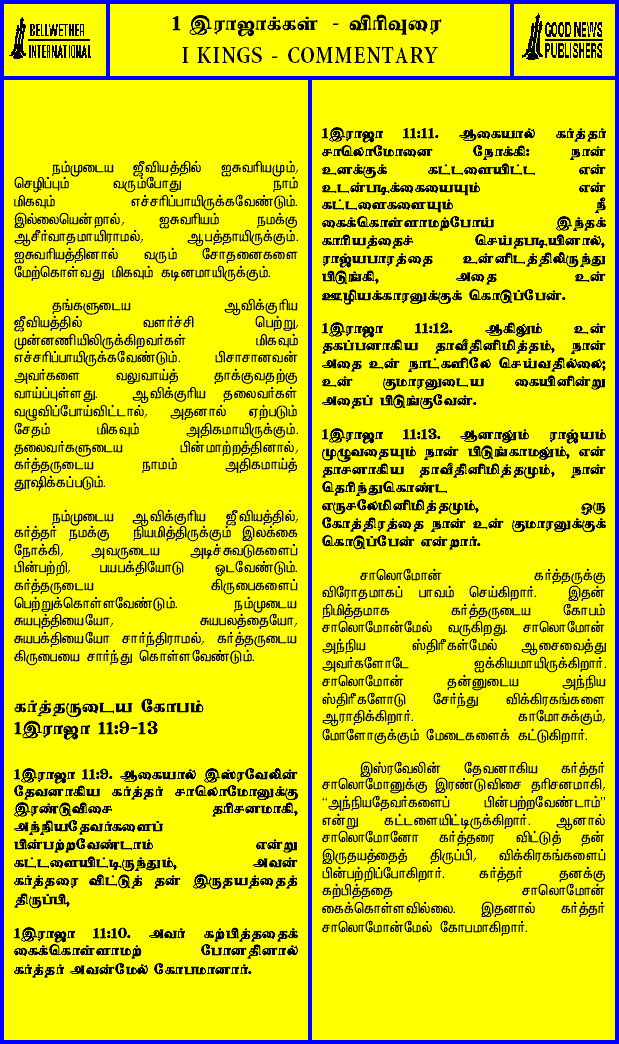 BELLWETHER
INTERNATIONAL
1 இராஜாக்கள் - விரிவுரை
I KINGS - COMMENTARY
GOOD NEWS
PUBLISHERS
நம்முடைய ஜீவியத்தில் ஐசுவரியமும்,
செழிப்பும் வரும்போது நாம்
மிகவும் எச்சரிப்பாயிருக்கவேண்டும்.
இல்லையென்றால், ஐசுவரியம் நமக்கு
ஆசீர்வாதமாயிராமல், ஆபத்தாயிருக்கும்.
ஐசுவரியத்தினால் வரும் சோதனைகளை
மேற்கொள்வது மிகவும் கடினமாயிருக்கும்.
தங்களுடைய ஆவிக்குரிய
ஜீவியத்தில் வளர்ச்சி பெற்று,
முன்னணியிலிருக்கிறவர்கள் மிகவும்
எச்சரிப்பாயிருக்கவேண்டும். பிசாசானவன்
அவர்களை வலுவாய்த் தாக்குவதற்கு
வாய்ப்புள்ளது. ஆவிக்குரிய தலைவர்கள்
வழுவிப்போய்விட்டால், அதனால் ஏற்படும்
சேதம் மிகவும் அதிகமாயிருக்கும்.
தலைவர்களுடைய பின்மாற்றத்தினால்,
கர்த்தருடைய நாமம் அதிகமாய்த்
தூஷிக்கப்படும்.
நம்முடைய ஆவிக்குரிய ஜீவியத்தில்,
கர்த்தர் நமக்கு நியமித்திருக்கும் இலக்கை
நோக்கி, அவருடைய அடிச்சுவடுகளைப்
பின்பற்றி, பயபக்தியோடு ஓடவேண்டும்.
கர்த்தருடைய கிருபைகளைப்
பெற்றுக்கொள்ளவேண்டும். நம்முடைய
சுயபுத்தியையோ, சுயபலத்தையோ,
சுயபக்தியையோ சார்ந்திராமல், கர்த்தருடைய
கிருபையை சார்ந்து கொள்ளவேண்டும்.
கர்த்தருடைய கோபம்
1இராஜா 11:9-13
1இராஜா 11:9. ஆகையால் இஸ்ரவேலின்
தேவனாகிய கர்த்தர் சாலொமோனுக்கு
இரண்டுவிசை தரிசனமாகி,
அந்நியதேவர்களைப்
பின்பற்றவேண்டாம் என்று
கட்டளையிட்டிருந்தும், அவன்
கர்த்தரை விட்டுத் தன் இருதயத்தைத்
திருப்பி,
1இராஜா 11:10. அவர் கற்பித்ததைக்
கைக்கொள்ளாமற் போனதினால்
கர்த்தர் அவன்மேல் கோபமானார்.
1இராஜா 11:11. ஆகையால் கர்த்தர்
சாலொமோனை நோக்கி: நான்
உனக்குக் கட்டளையிட்ட என்
உடன்படிக்கையையும் என்
கட்டளைகளையும் நீ
கைக்கொள்ளாமற்போய் இந்தக்
காரியத்தைச் செய்தபடியினால்,
ராஜ்யபாரத்தை உன்னிடத்திலிருந்து
பிடுங்கி, அதை உன்
ஊழியக்காரனுக்குக் கொடுப்பேன்.
1இராஜா 11:12. ஆகிலும் உன்
தகப்பனாகிய தாவீதினிமித்தம், நான்
அதை உன் நாட்களிலே செய்வதில்லை;
உன் குமாரனுடைய கையினின்று
அதைப் பிடுங்குவேன்.
1இராஜா 11:13. ஆனாலும் ராஜ்யம்
முழுவதையும் நான் பிடுங்காமலும், என்
தாசனாகிய தாவீதினிமித்தமும், நான்
தெரிந்துகொண்ட
எருசலேமினிமித்தமும், ஒரு
கோத்திரத்தை நான் உன் குமாரனுக்குக்
கொடுப்பேன் என்றார்.
சாலொமோன் கர்த்தருக்கு
விரோதமாகப் பாவம் செய்கிறார். இதன்
நிமித்தமாக கர்த்தருடைய கோபம்
சாலொமோன்மேல் வருகிறது. சாலொமோன்
அந்நிய ஸ்திரீகள்மேல் ஆசைவைத்து
அவர்களோடே ஐக்கியமாயிருக்கிறார்.
சாலொமோன் தன்னுடைய அந்நிய
ஸ்திரீகளோடு சேர்ந்து விக்கிரகங்களை
ஆராதிக்கிறார். காமோசுக்கும்,
மோளோகுக்கும் மேடைகளைக் கட்டுகிறார்.
இஸ்ரவேலின் தேவனாகிய கர்த்தர்
சாலொமோனுக்கு இரண்டுவிசை தரிசனமாகி,
“அந்நியதேவர்களைப் பின்பற்றவேண்டாம்”
என்று கட்டளையிட்டிருக்கிறார். ஆனால்
சாலொமோனோ கர்த்தரை விட்டுத் தன்
இருதயத்தைத் திருப்பி, விக்கிரகங்களைப்
பின்பற்றிப்போகிறார். கர்த்தர் தனக்கு
கற்பித்ததை சாலொமோன்
கைக்கொள்ளவில்லை. இதனால் கர்த்தர்
சாலொமோன்மேல் கோபமாகிறார்.